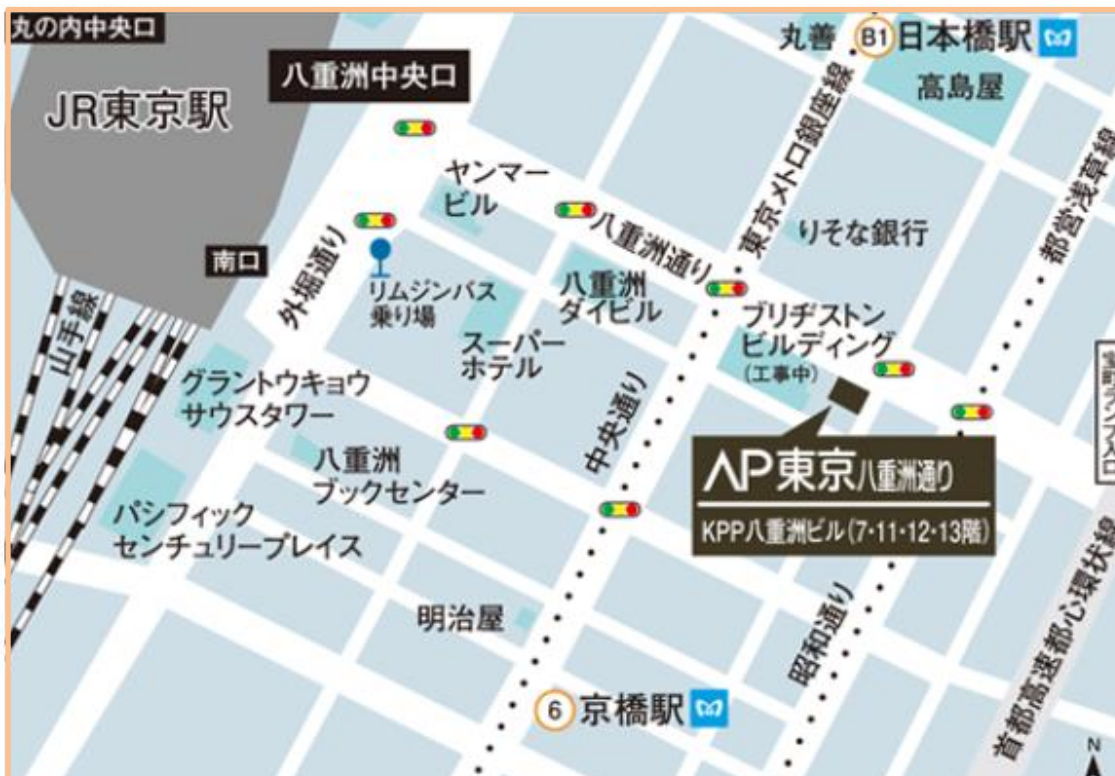 丸の内中央口
JR東京駅
八重洲中央口
丸善
B1
日本橋駅
高島屋
ヤンマー
ビル
八重洲通り
東京メトロ銀座線
都営浅草線
りそな銀行
南口
外堀通り
リムジンバス
乗り場
八重洲
ダイビル
ブリヂストン
ビルディング
(工事中)
山手線
スーパー
ホテル
グラントウキョウ
サウスタワー
中央通り
AP東京八重洲通り
KPP八重洲ビル(7・11・12・13階)
八重洲
ブックセンター
パシフィック
センチュリープレイス
明治屋
昭和通り
首都高速都心環状線
6
京橋駅
N